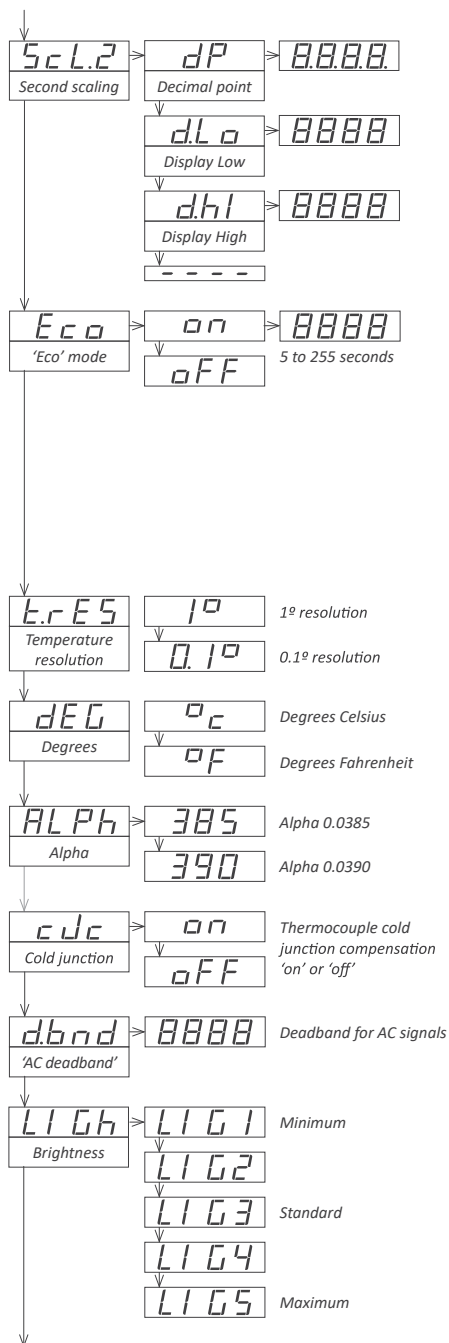 ScL.2 dP 8.8.8.8.
Second scaling Decimal point
d.Lo 8888
Display Low
d.hI 8888
Display High
- - - -
Eco on 8888
'Eco' mode 5 to 255 seconds
oFF
t.rES 1º 1º resolution
Temperature
resolution 0.1º 0.1º resolution
dEG ºc Degrees Celsius
Degrees ºF Degrees Fahrenheit
ALPh 385 Alpha 0.0385
Alpha 390 Alpha 0.0390
cJc on Thermocouple cold
Cold junction junction compensation
oFF 'on' or 'off'
d.bnd 8888 Deadband for AC signals
'AC deadband'
LIGh LIG1 Minimum
Brightness
LIG2
LIG3 Standard
LIG4
LIG5 Maximum